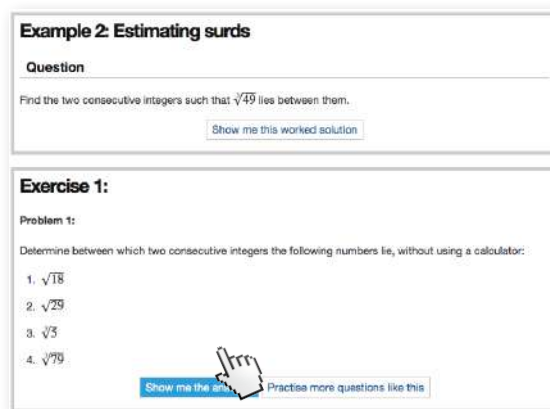 Example 2: Estimating surds
Question
Find the two consecutive integers such that ∛49 lies between them.
Show me this worked solution
Exercise 1:
Problem 1:
Determine between which two consecutive integers the following numbers lie, without using a calculator:
1. √18
2. √29
3. ∛5
4. ∛79
Show me the
Practise more questions like this